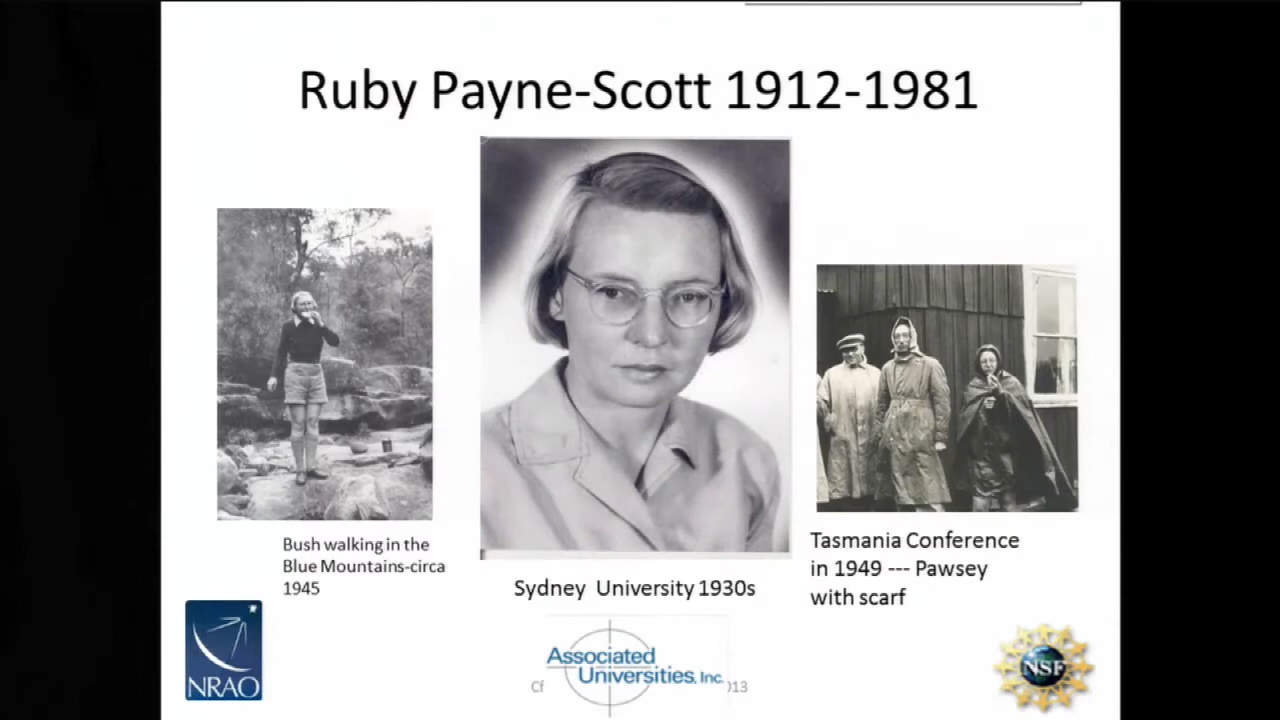 Ruby Payne-Scott 1912-1981
Bush walking in the
Blue Mountains-circa
1945
Sydney University 1930s
Tasmania Conference
in 1949 --- Pawsey
with scarf
NRAO
Associated
Universities, Inc.
NSF